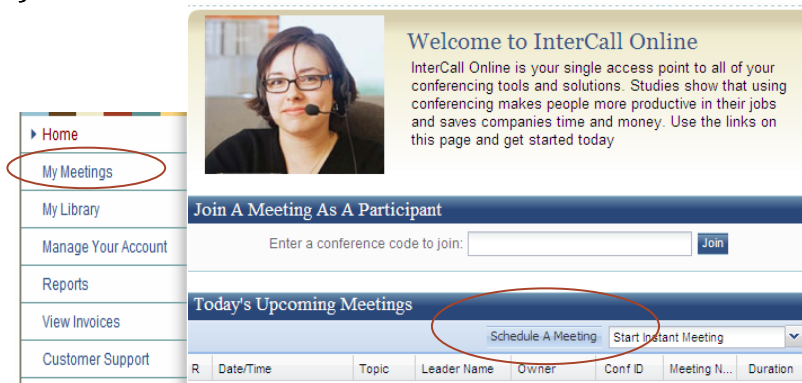 Welcome to InterCall Online
InterCall Online is your single access point to all of your
conferencing tools and solutions. Studies show that using
conferencing makes people more productive in their jobs
and saves companies time and money. Use the links on
this page and get started today
Home
My Meetings
My Library
Manage Your Account
Reports
View Invoices
Customer Support
Join A Meeting As A Participant
Enter a conference code to join:
Join
Today's Upcoming Meetings
Schedule A Meeting Start Instant Meeting
R Date/Time Topic Leader Name Owner Conf ID Meeting N... Duration